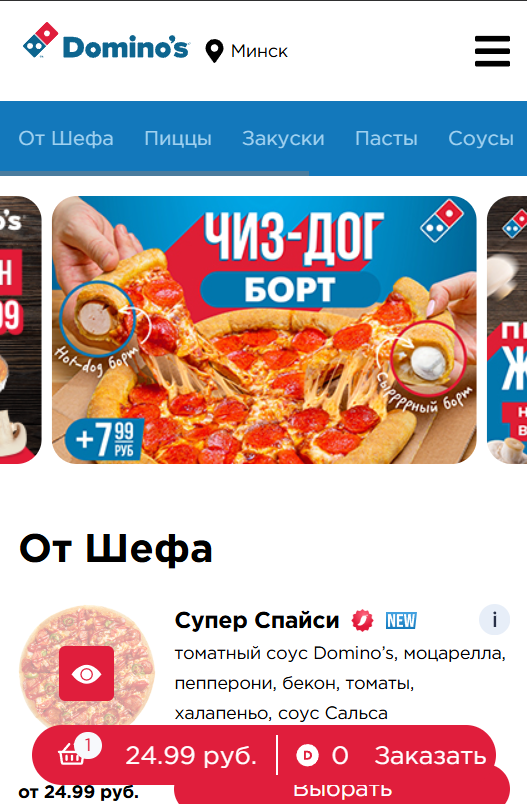 Domino's
Минск
От Шефа Пиццы Закуски Пасты Соусы
ЧИЗ-ДОГ
БОРТ
Hot-dog борт
Сырррный борт
+7 99 РУБ
От Шефа
Супер Спайси NEW i
томатный соус Domino's, моцарелла,
пепперони, бекон, томаты,
халапеньо, соус Сальса
1 24.99 руб. D 0 Заказать
от 24.99 руб.
Выбрать